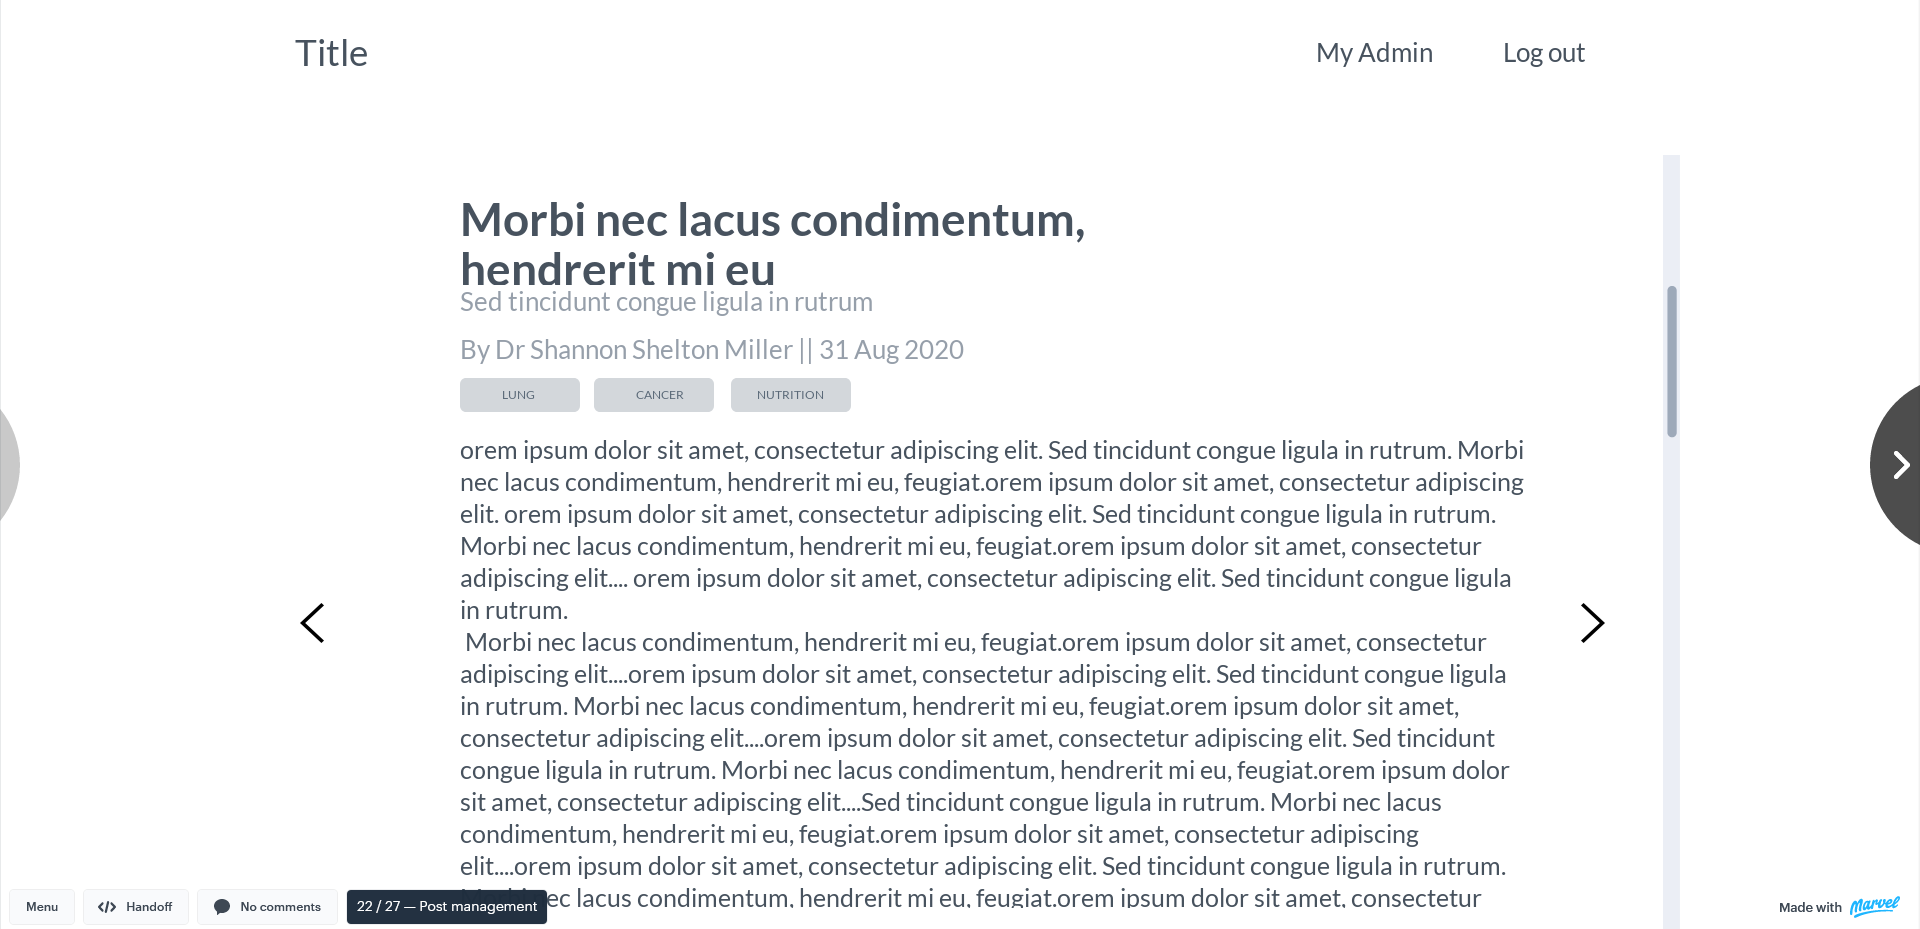 Title
My Admin
Log out
Morbi nec lacus condimentum,
hendrerit mi eu
Sed tincidunt congue ligula in rutrum
By Dr Shannon Shelton Miller || 31 Aug 2020
LUNG
CANCER
NUTRITION
orem ipsum dolor sit amet, consectetur adipiscing elit. Sed tincidunt congue ligula in rutrum. Morbi
nec lacus condimentum, hendrerit mi eu, feugiat.orem ipsum dolor sit amet, consectetur adipiscing
elit. orem ipsum dolor sit amet, consectetur adipiscing elit. Sed tincidunt congue ligula in rutrum.
Morbi nec lacus condimentum, hendrerit mi eu, feugiat.orem ipsum dolor sit amet, consectetur
adipiscing elit.... orem ipsum dolor sit amet, consectetur adipiscing elit. Sed tincidunt congue ligula
in rutrum.
Morbi nec lacus condimentum, hendrerit mi eu, feugiat.orem ipsum dolor sit amet, consectetur
adipiscing elit....orem ipsum dolor sit amet, consectetur adipiscing elit. Sed tincidunt congue ligula
in rutrum. Morbi nec lacus condimentum, hendrerit mi eu, feugiat.orem ipsum dolor sit amet,
consectetur adipiscing elit....orem ipsum dolor sit amet, consectetur adipiscing elit. Sed tincidunt
congue ligula in rutrum. Morbi nec lacus condimentum, hendrerit mi eu, feugiat.orem ipsum dolor
sit amet, consectetur adipiscing elit....Sed tincidunt congue ligula in rutrum. Morbi nec lacus
condimentum, hendrerit mi eu, feugiat.orem ipsum dolor sit amet, consectetur adipiscing
elit....orem ipsum dolor sit amet, consectetur adipiscing elit. Sed tincidunt congue ligula in rutrum.
lacus condimentum, hendrerit mi eu, feugiat.orem ipsum dolor sit amet, consectetur
Menu
Handoff
No comments
22 / 27 — Post management
Made with Marvel